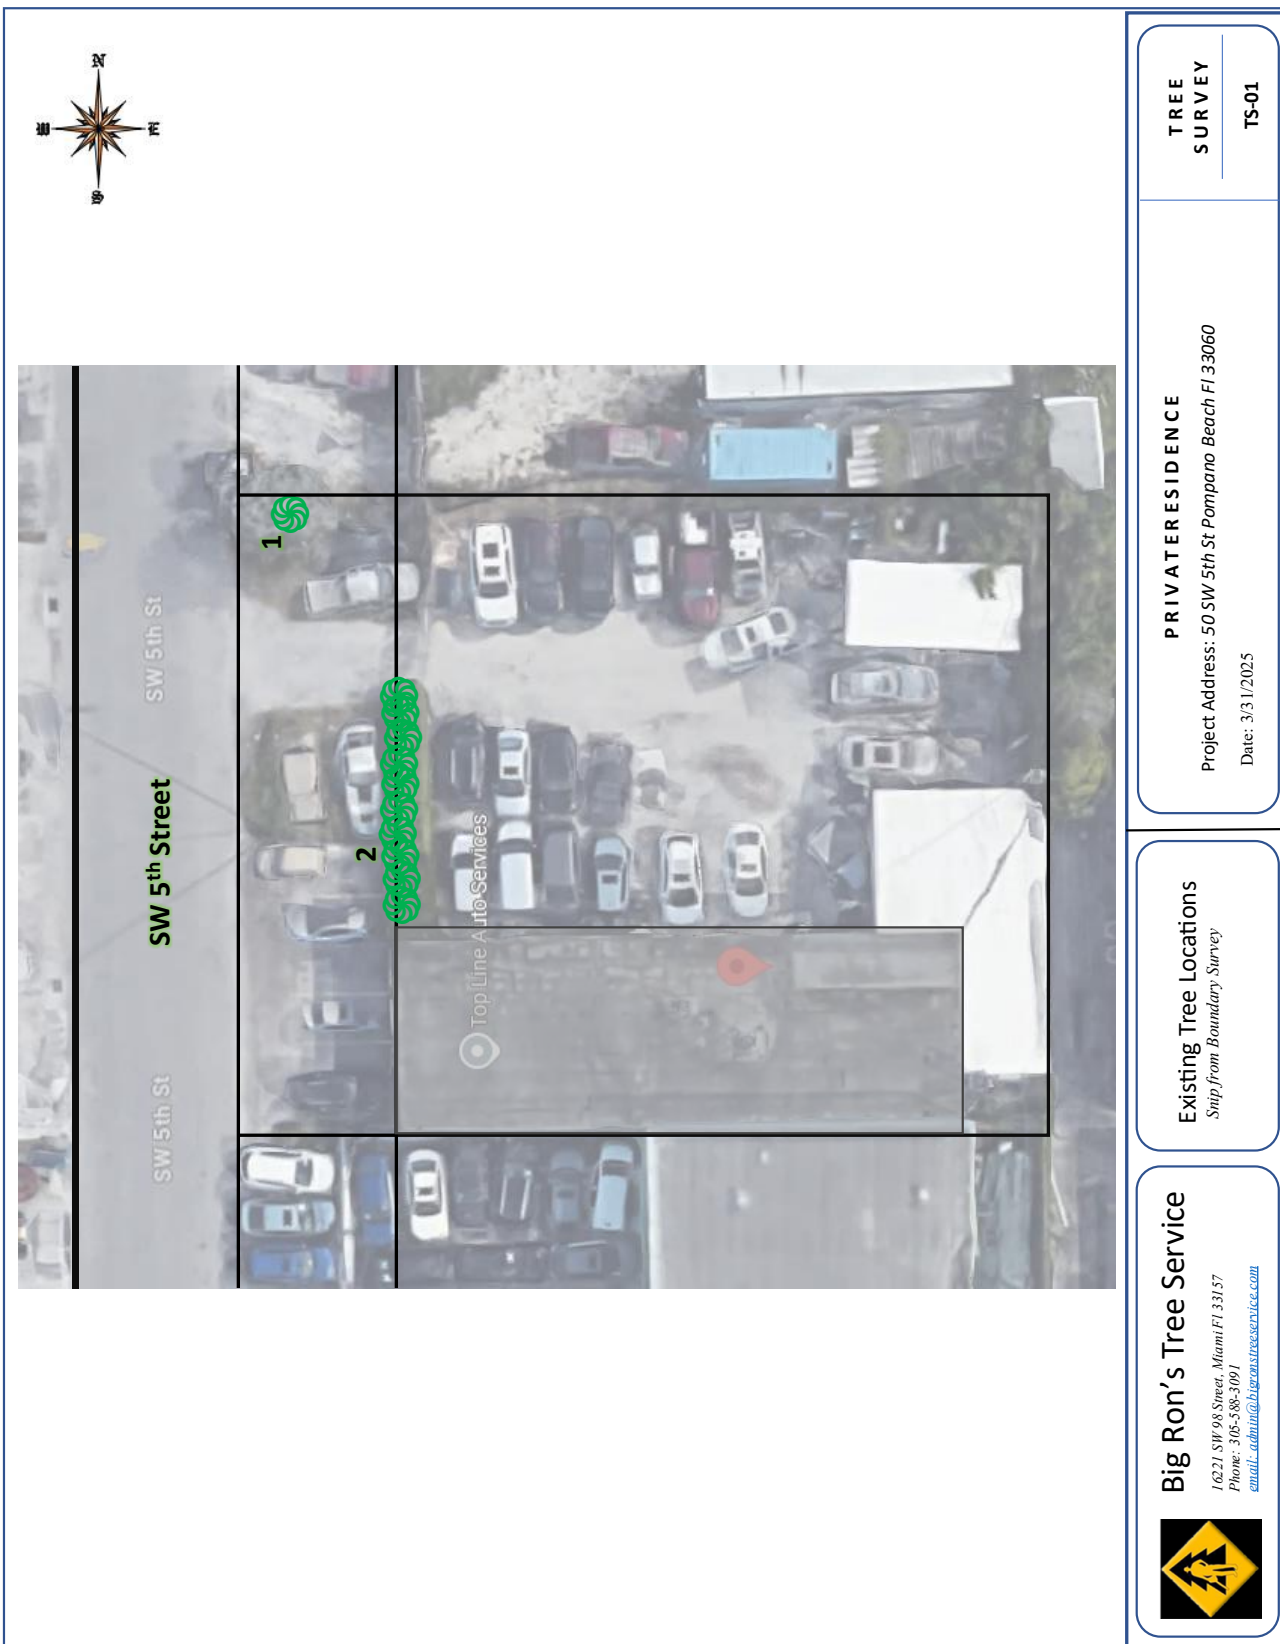 N
W
E
S
SW 5th Street
SW 5th St
SW 5th St
1
2
Top Line Auto Services
Big Ron's Tree Service
16221 SW 98 Street, Miami Fl 33157
Phone: 305-588-3091
email: admin@bigronstreeservice.com
Existing Tree Locations
Snip from Boundary Survey
PRIVATE RESIDENCE
Project Address: 50 SW 5th St Pompano Beach Fl 33060
Date: 3/31/2025
TREE
SURVEY
TS-01